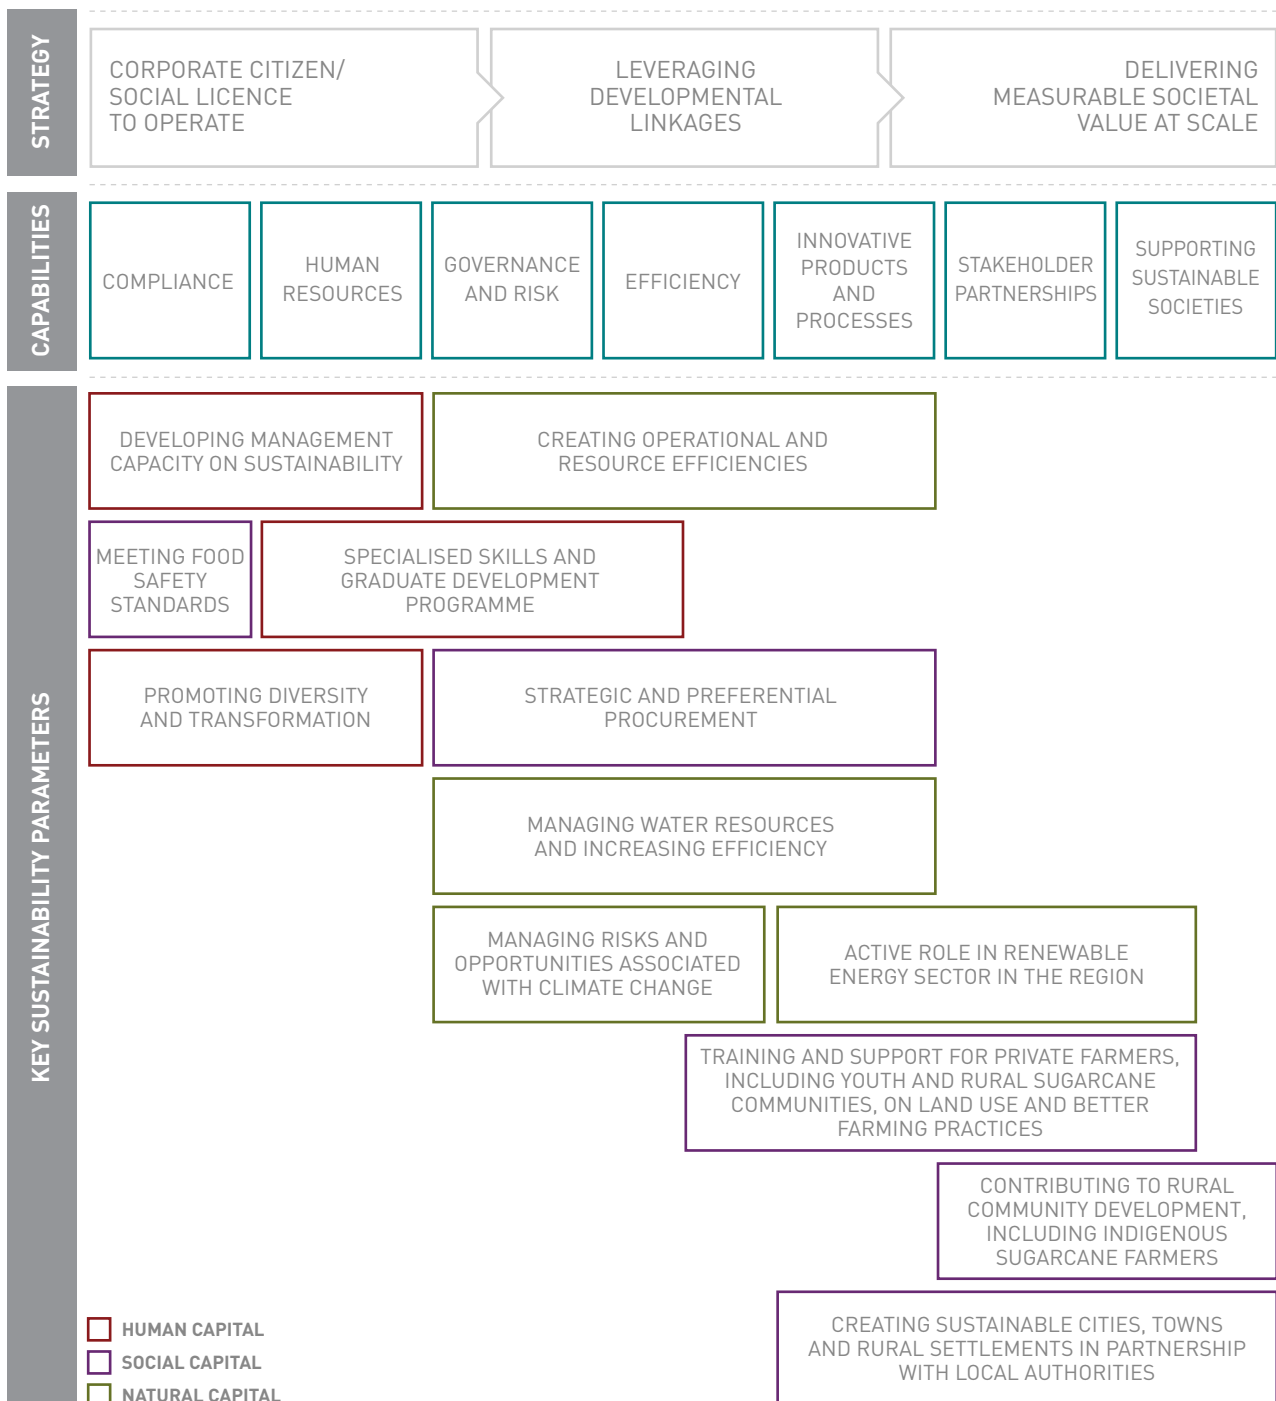 STRATEGY
CORPORATE CITIZEN/
SOCIAL LICENCE
TO OPERATE
LEVERAGING
DEVELOPMENTAL
LINKAGES
DELIVERING
MEASURABLE SOCIETAL
VALUE AT SCALE
CAPABILITIES
COMPLIANCE
HUMAN
RESOURCES
GOVERNANCE
AND RISK
EFFICIENCY
INNOVATIVE
PRODUCTS
AND
PROCESSES
STAKEHOLDER
PARTNERSHIPS
SUPPORTING
SUSTAINABLE
SOCIETIES
KEY SUSTAINABILITY PARAMETERS
DEVELOPING MANAGEMENT
CAPACITY ON SUSTAINABILITY
CREATING OPERATIONAL AND
RESOURCE EFFICIENCIES
MEETING FOOD
SAFETY
STANDARDS
SPECIALISED SKILLS AND
GRADUATE DEVELOPMENT
PROGRAMME
PROMOTING DIVERSITY
AND TRANSFORMATION
STRATEGIC AND PREFERENTIAL
PROCUREMENT
MANAGING WATER RESOURCES
AND INCREASING EFFICIENCY
MANAGING RISKS AND
OPPORTUNITIES ASSOCIATED
WITH CLIMATE CHANGE
ACTIVE ROLE IN RENEWABLE
ENERGY SECTOR IN THE REGION
TRAINING AND SUPPORT FOR PRIVATE FARMERS,
INCLUDING YOUTH AND RURAL SUGARCANE
COMMUNITIES, ON LAND USE AND BETTER
FARMING PRACTICES
CONTRIBUTING TO RURAL
COMMUNITY DEVELOPMENT,
INCLUDING INDIGENOUS
SUGARCANE FARMERS
CREATING SUSTAINABLE CITIES, TOWNS
AND RURAL SETTLEMENTS IN PARTNERSHIP
WITH LOCAL AUTHORITIES
HUMAN CAPITAL
SOCIAL CAPITAL
NATURAL CAPITAL